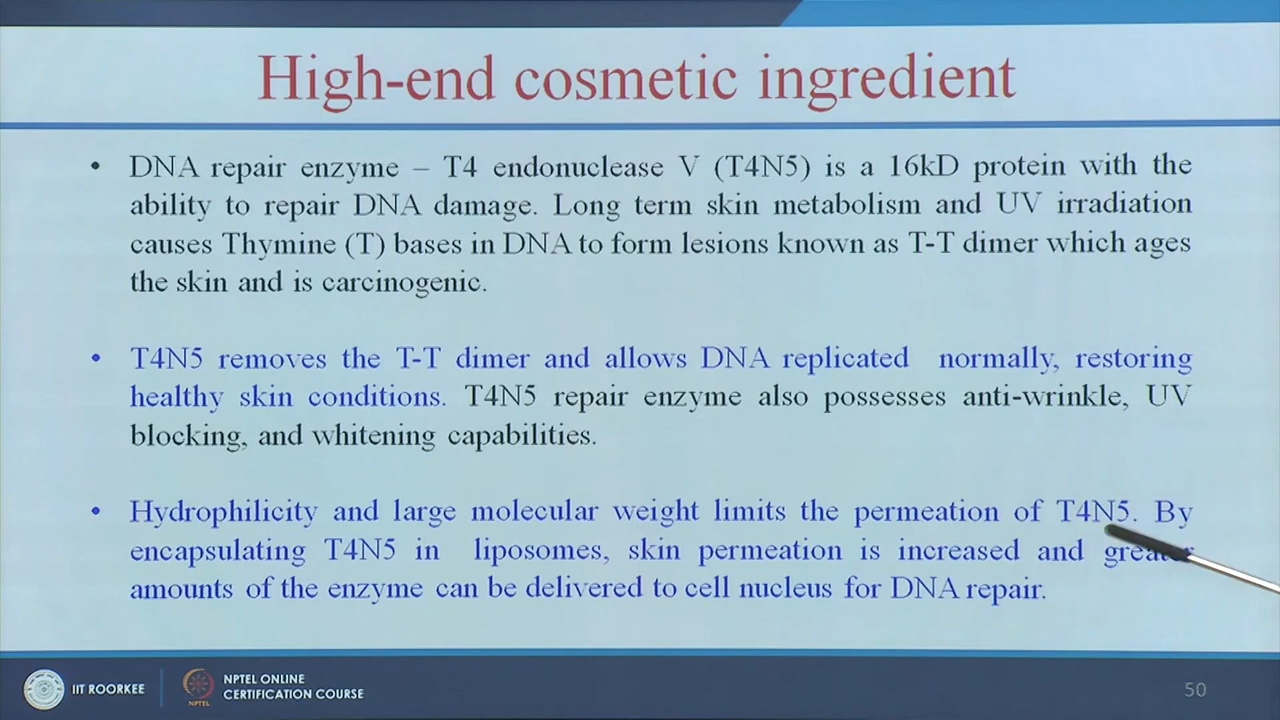 High-end cosmetic ingredient
• DNA repair enzyme – T4 endonuclease V (T4N5) is a 16kD protein with the
ability to repair DNA damage. Long term skin metabolism and UV irradiation
causes Thymine (T) bases in DNA to form lesions known as T-T dimer which ages
the skin and is carcinogenic.
• T4N5 removes the T-T dimer and allows DNA replicated normally, restoring
healthy skin conditions. T4N5 repair enzyme also possesses anti-wrinkle, UV
blocking, and whitening capabilities.
• Hydrophilicity and large molecular weight limits the permeation of T4N5. By
encapsulating T4N5 in liposomes, skin permeation is increased and greater
amounts of the enzyme can be delivered to cell nucleus for DNA repair.
IIT ROORKEE
NPTEL
NPTEL ONLINE
CERTIFICATION COURSE
50